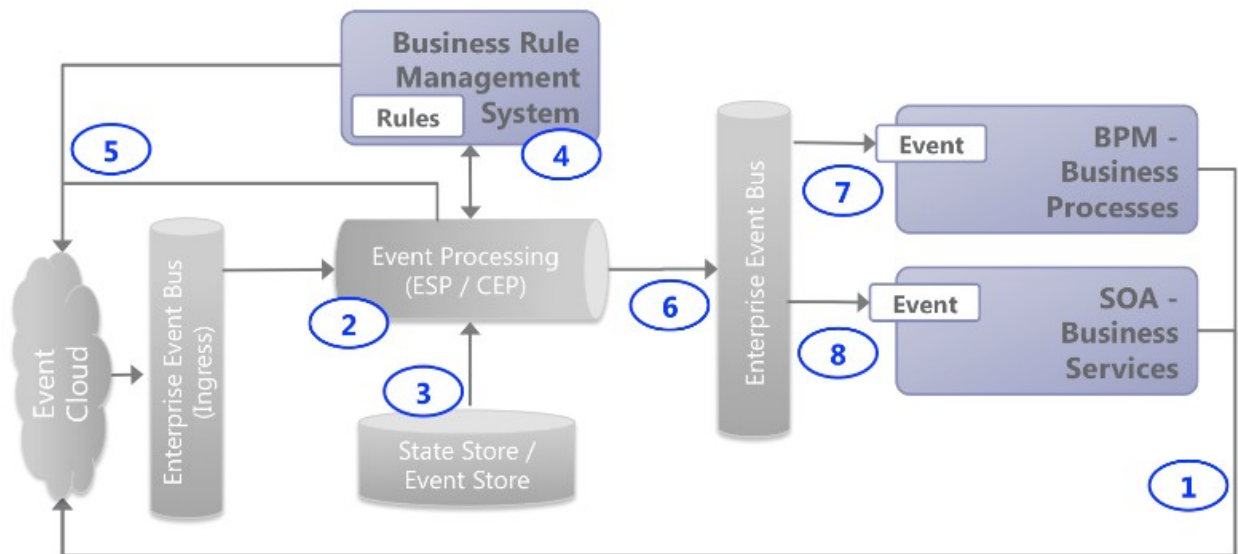 Business Rule
Management
System
Rules
4
5
Event Processing
(ESP / CEP)
2
3
State Store /
Event Store
Event
Cloud
Enterprise Event Bus
(Ingress)
6
Enterprise Event Bus
Event
BPM -
Business
Processes
7
Event
SOA -
Business
Services
8
1